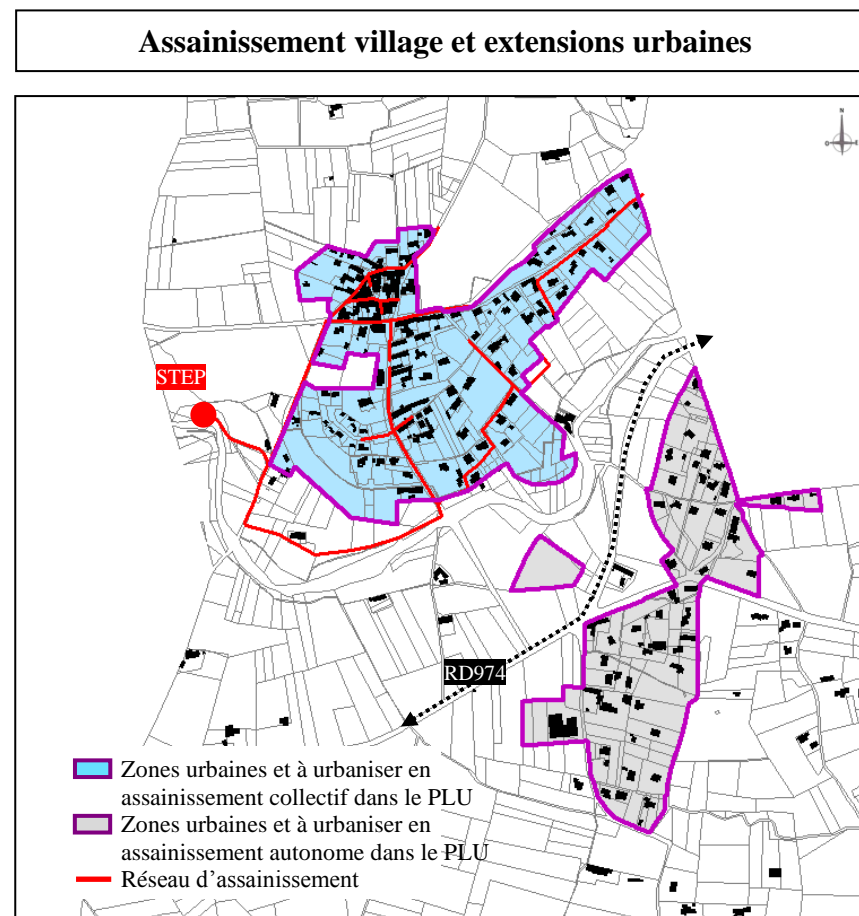 Assainissement village et extensions urbaines
N
O
E
STEP
RD974
Zones urbaines et à urbaniser en
assainissement collectif dans le PLU
Zones urbaines et à urbaniser en
assainissement autonome dans le PLU
Réseau d'assainissement